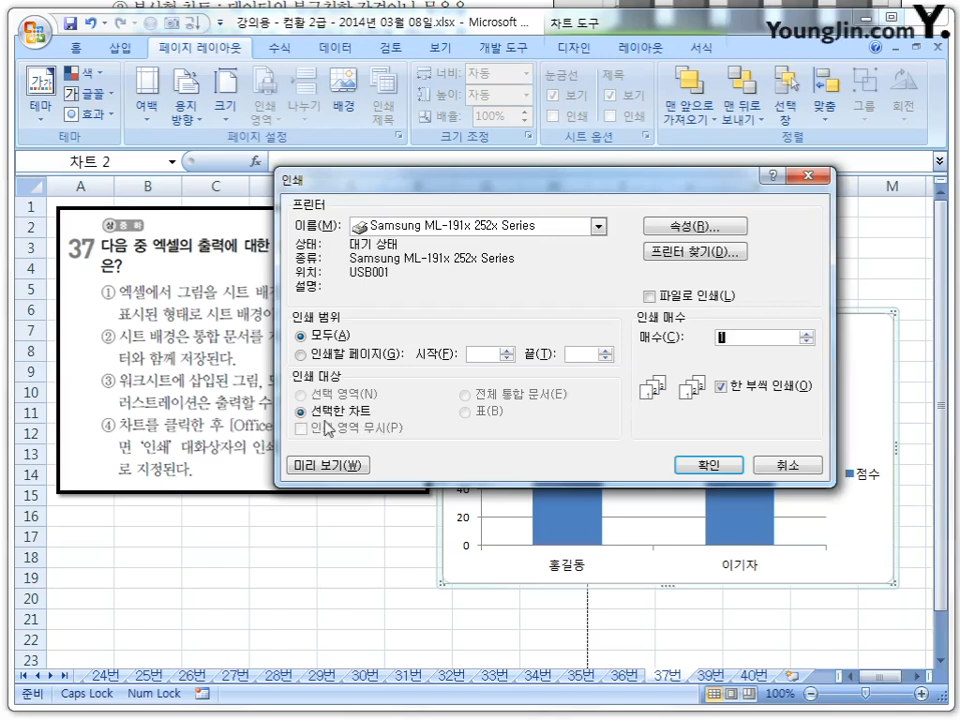 강의용 - 컴활 2급 - 2014년 03월 08일.xlsx - Microsoft ...
차트 도구
Younglin.com
Y.
홈 삽입 페이지 레이아웃 수식 데이터 검토 보기 개발 도구 디자인 레이아웃 서식
테마 색 글꼴 효과
여백 용지 방향 크기 인쇄 영역 나누기 배경 인쇄 제목
너비: 자동
높이: 자동
배율: 100%
눈금선 제목
보기 보기
인쇄 인쇄
맨 앞으로 가져오기 맨 뒤로 보내기 선택 창 맞춤 그룹 회전
테마 페이지 설정 크기 조정 시트 옵션 정렬
차트 2 fx
A B C M
1
2
3
4
5
6
7
8
9
10
11
12
13
14
15
16
17
18
19
20
21
22
23
상 중 하
37 다음 중 엑셀의 출력에 대한
은?
① 엑셀에서 그림을 시트 배경
표시된 형태로 시트 배경이
② 시트 배경은 통합 문서를 저
터와 함께 저장된다.
③ 워크시트에 삽입된 그림, 도
러스트레이션은 출력할 수
④ 차트를 클릭한 후 [Office
면 ‘인쇄’ 대화상자의 인쇄
로 지정된다.
인쇄
프린터
이름(M): Samsung ML-191x 252x Series
속성(R)...
상태: 대기 상태
종류: Samsung ML-191x 252x Series
프린터 찾기(D)...
위치: USB001
설명:
파일로 인쇄(L)
인쇄 범위
모두(A)
인쇄할 페이지(G): 시작(F): 끝(T):
인쇄 매수
매수(C): 1
한 부씩 인쇄(O)
인쇄 대상
선택 영역(N) 전체 통합 문서(E)
선택한 차트 표(B)
영역 무시(P)
미리 보기(W) 확인 취소
40
20
0
홍길동 이기자
점수
24번 25번 26번 27번 28번 29번 30번 31번 32번 33번 34번 35번 36번 37번 39번 40번
준비 Caps Lock Num Lock 100%